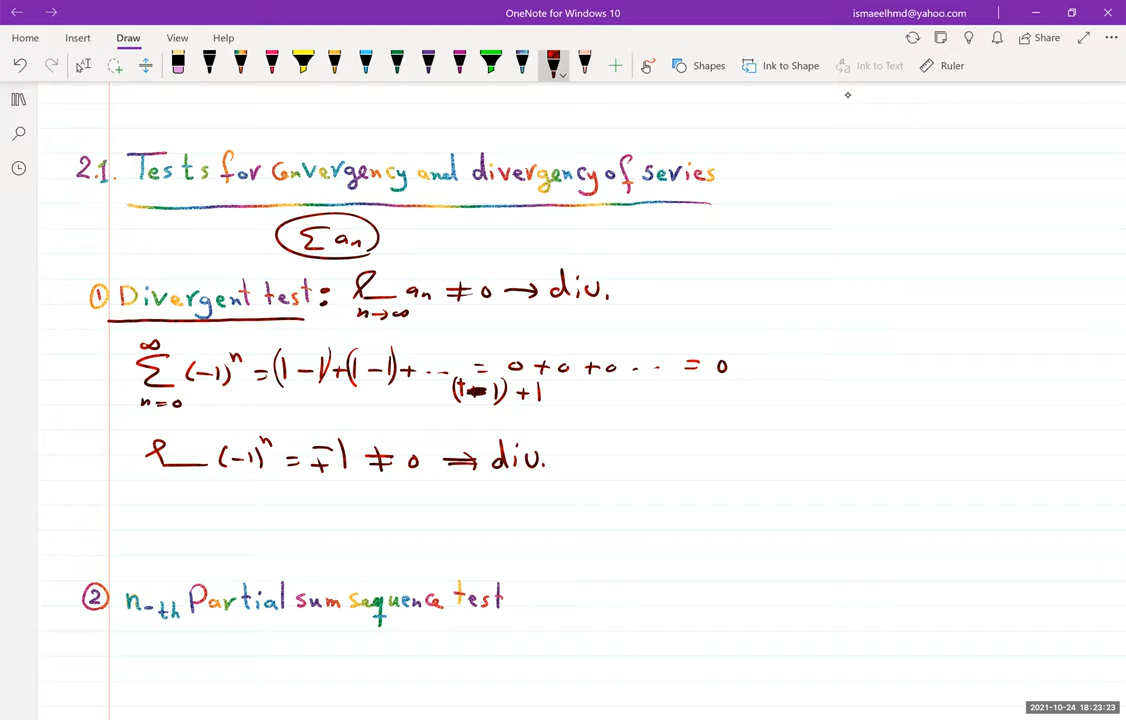 OneNote for Windows 10
ismaeelhmd@yahoo.com
Home Insert Draw View Help
Share
Shapes Ink to Shape Ink to Text Ruler
2.1. Tests for convergency and divergency of series
Σ aₙ
① Divergent test: lim aₙ ≠ 0 → div.
n→∞
∞
Σ (-1)ⁿ = (1-1)+(1-1)+ ... = 0 + 0 + 0 ... = 0
n=0
(1-1) + 1
lim (-1)ⁿ = ∓1 ≠ 0 ⇒ div.
② n-th Partial sum sequence test
2021-10-24 18:23:23